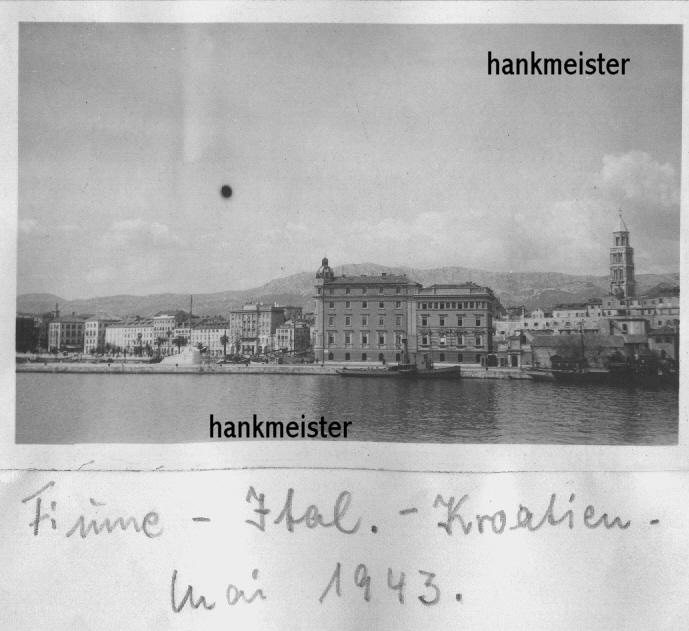 hankmeister
hankmeister
Fiume - Ital. - Kroatien -
Mai 1943.